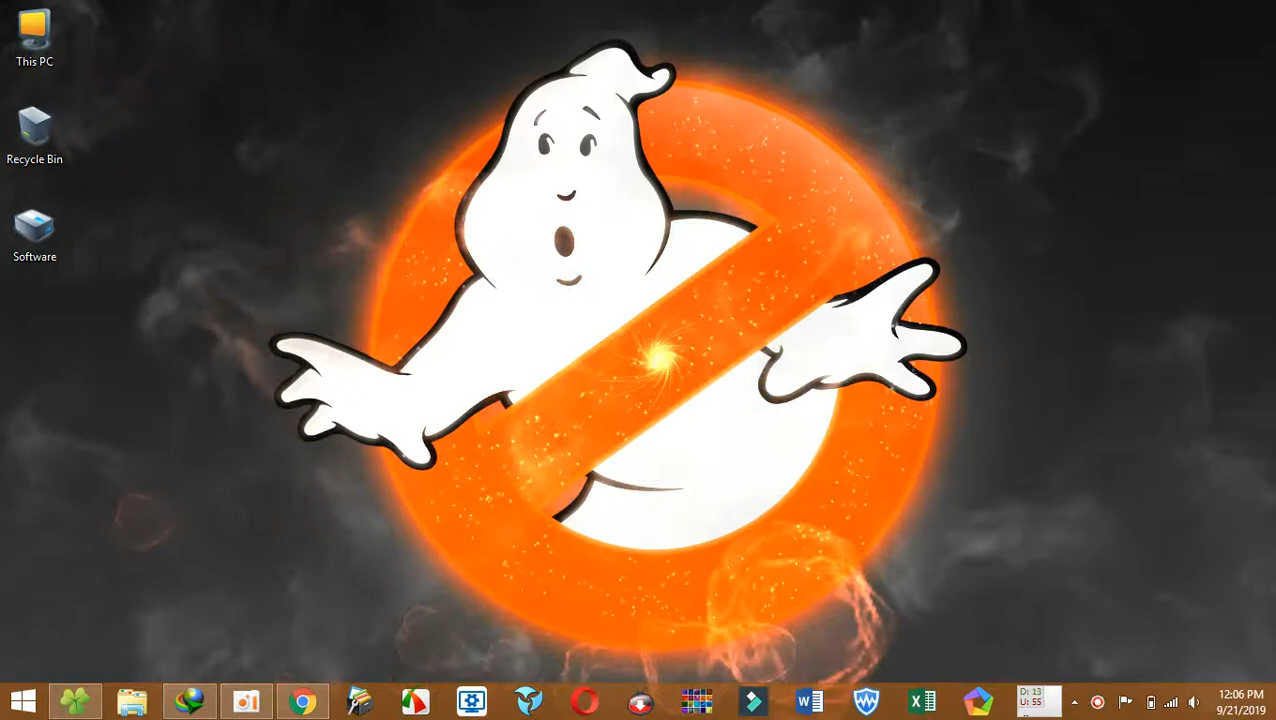 This PC
Recycle Bin
Software
D: 13
U: 55
12:06 PM
9/21/2019